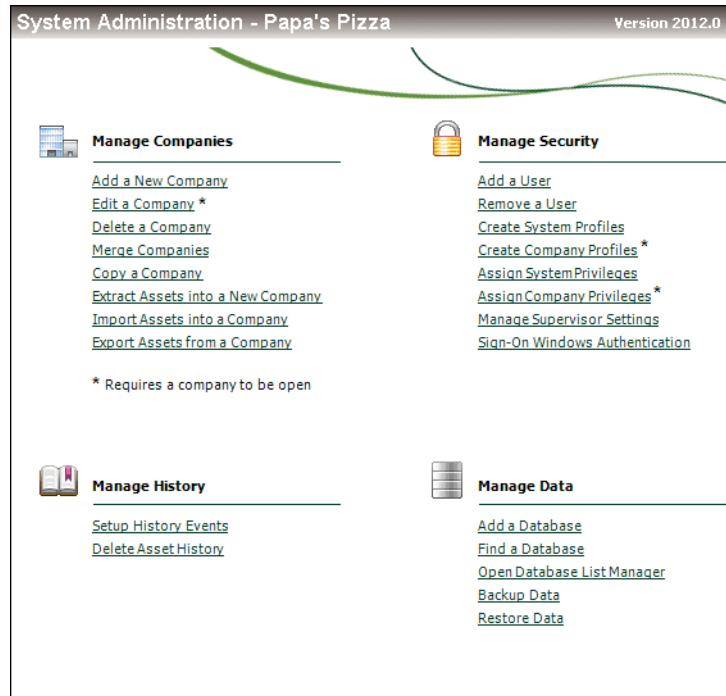 System Administration - Papa's Pizza
Version 2012.0
Manage Companies
Add a New Company
Edit a Company *
Delete a Company
Merge Companies
Copy a Company
Extract Assets into a New Company
Import Assets into a Company
Export Assets from a Company
* Requires a company to be open
Manage Security
Add a User
Remove a User
Create System Profiles
Create Company Profiles *
Assign System Privileges
Assign Company Privileges *
Manage Supervisor Settings
Sign-On Windows Authentication
Manage History
Setup History Events
Delete Asset History
Manage Data
Add a Database
Find a Database
Open Database List Manager
Backup Data
Restore Data